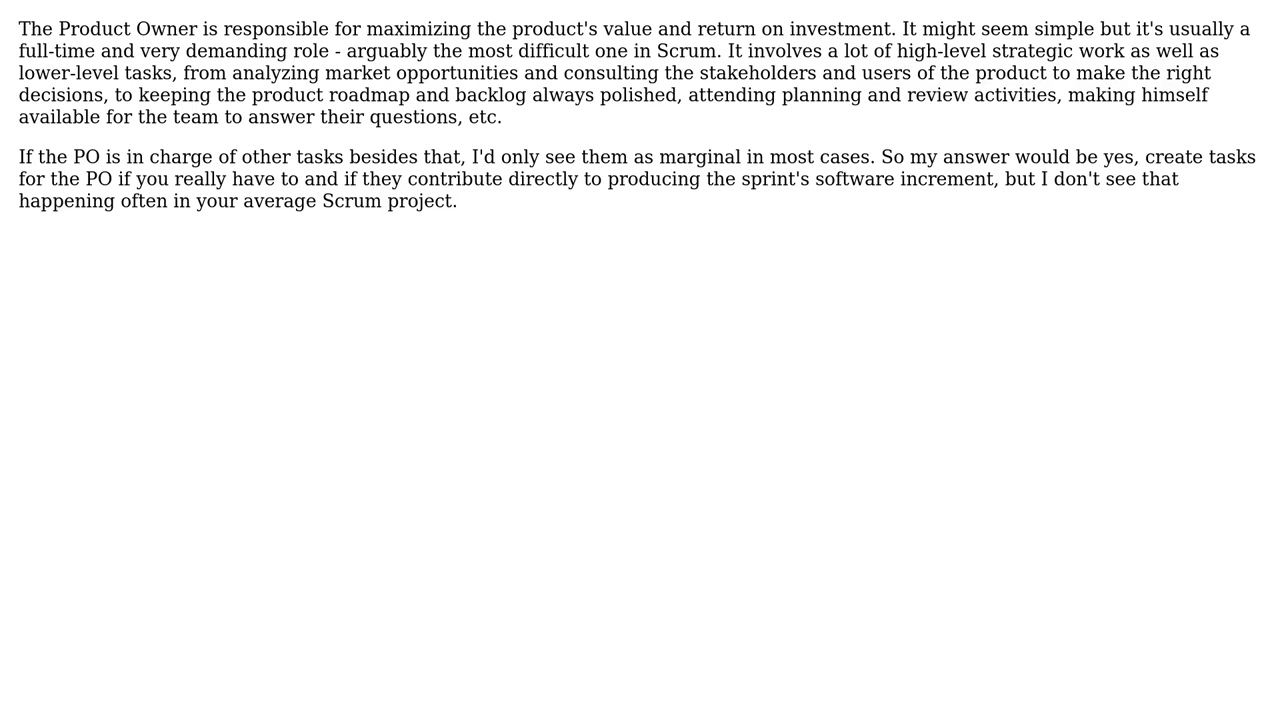 The Product Owner is responsible for maximizing the product's value and return on investment. It might seem simple but it's usually a
full-time and very demanding role - arguably the most difficult one in Scrum. It involves a lot of high-level strategic work as well as
lower-level tasks, from analyzing market opportunities and consulting the stakeholders and users of the product to make the right
decisions, to keeping the product roadmap and backlog always polished, attending planning and review activities, making himself
available for the team to answer their questions, etc.
If the PO is in charge of other tasks besides that, I'd only see them as marginal in most cases. So my answer would be yes, create tasks
for the PO if you really have to and if they contribute directly to producing the sprint's software increment, but I don't see that
happening often in your average Scrum project.